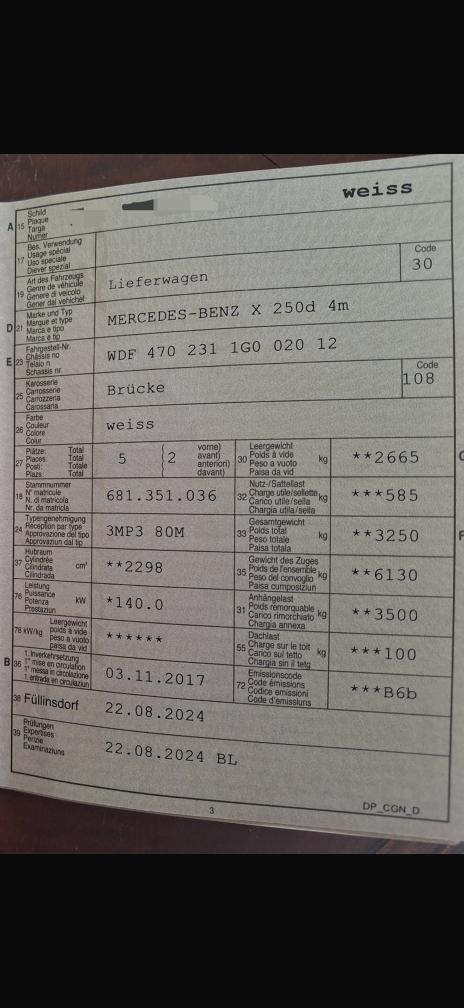 weiss
A 15 Schild
Plaque
Targa
Numer
17 Bes. Verwendung
Usage spécial
Uso speciale
Diever spezial
19 Art des Fahrzeugs
Genre de véhicule
Genere di veicolo
Gener dal vehichel
Lieferwagen
Code
30
D 21 Marke und Typ
Marque et type
Marca e tipo
Marca e tip
MERCEDES-BENZ X 250d 4m
E 23 Fahrgestell-Nr.
Châssis no
Telaio n.
Schassis nr.
WDF 470 231 1G0 020 12
25 Karosserie
Carrosserie
Carrozzeria
Carossaria
Brücke
Code
108
26 Farbe
Couleur
Colore
Colur
weiss
27 Plätze: Total
Places: Total
Posti: Totale
Plazs: Total
5 ( 2 vorne)
avant)
anteriori)
davant)
30 Leergewicht
Poids à vide
Peso a vuoto
Paisa da vid
kg
**2665
18 Stammnummer
N° matricule
N. di matricola
Nr. da matricla
681.351.036
32 Nutz-/Sattellast
Charge utile/sellette
Carico utile/sella
Chargia utila/sella
kg
***585
24 Typengenehmigung
Réception par type
Approvazione del tipo
Approvaziun dal tip
3MP3 80M
33 Gesamtgewicht
Poids total
Peso totale
Paisa totala
kg
**3250
F
37 Hubraum
Cylindrée
Cilindrata
Cilindrada
cm³
**2298
35 Gewicht des Zuges
Poids de l'ensemble
Peso del convoglio
Paisa cumposiziun
kg
**6130
76 Leistung
Puissance
Potenza
Prestaziun
kW
*140.0
31 Anhängelast
Poids remorquable
Carico rimorchiato
Chargia annexa
kg
**3500
78 kW/kg Leergewicht
poids à vide
peso a vuoto
paisa da vid
******
55 Dachlast
Charge sur le toit
Carico sul tetto
Chargia sin il tetg
kg
***100
B 36 1. Inverkehrsetzung
1re mise en circulation
1a messa in circolazione
1. entrada en circulaziun
03.11.2017
72 Emissionscode
Code émissions
Codice emissioni
Code d'emissiuns
***B6b
38 Füllinsdorf
22.08.2024
39 Prüfungen
Expertises
Perizie
Examinaziuns
22.08.2024 BL
3
DP_CGN_D